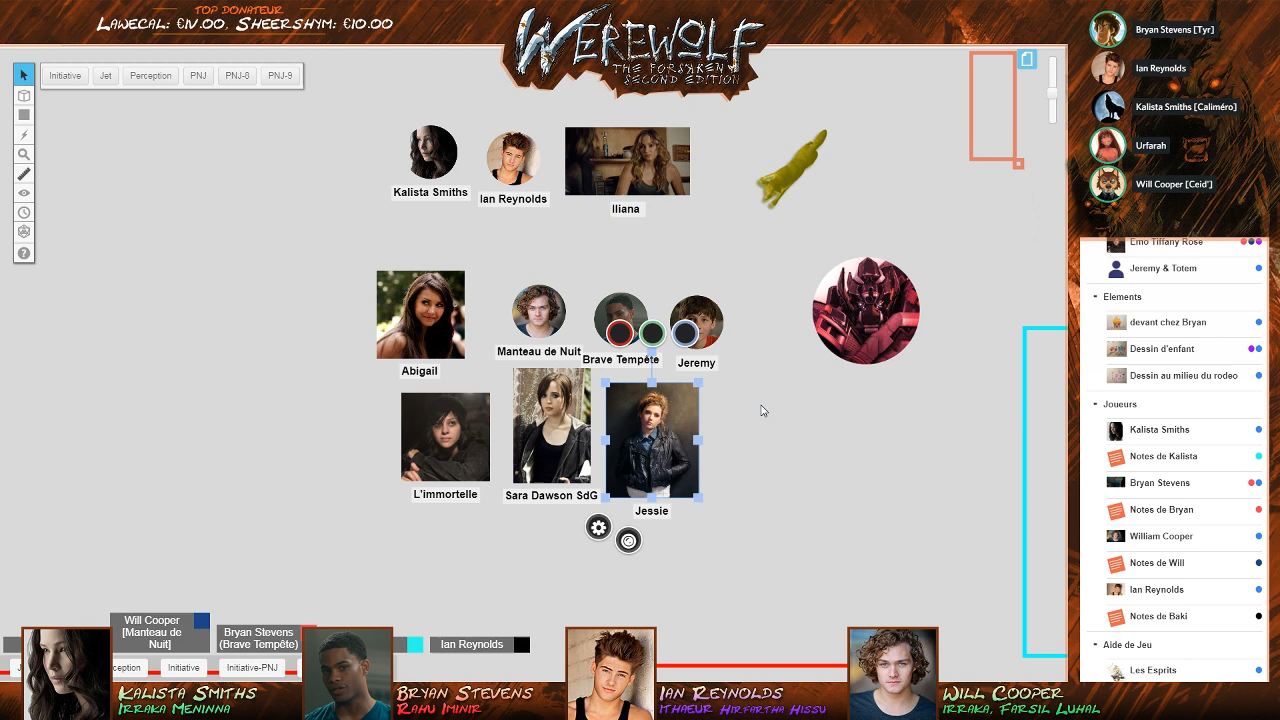 TOP DONATEUR
LAWECAL: €IV.00, SHEERSHYM: €10.00
WEREWOLF
THE FORSAKEN
SECOND EDITION
Bryan Stevens [Tyr]
Ian Reynolds
Kalista Smiths [Caliméro]
Urfarah
Will Cooper [Ceid']
Initiative
Jet
Perception
PNJ
PNJ-8
PNJ-9
Kalista Smiths
Ian Reynolds
Iliana
Abigail
Manteau de Nuit
Brave Tempête
Jeremy
L'immortelle
Sara Dawson SdG
Jessie
Emo Tiffany Rose
Jeremy & Totem
Elements
devant chez Bryan
Dessin d'enfant
Dessin au milieu du rodeo
Joueurs
Kalista Smiths
Notes de Kalista
Bryan Stevens
Notes de Bryan
William Cooper
Notes de Will
Ian Reynolds
Notes de Baki
Aide de Jeu
Les Esprits
Will Cooper
[Manteau de
Nuit]
Bryan Stevens
(Brave Tempête)
Ian Reynolds
ception
Initiative
Initiative-PNJ
KALISTA SMITHS
IRRAKA MENINNA
BRYAN STEVENS
RAHU IMINIR
IAN REYNOLDS
ITHAEUR HIRFARTHA HISSU
WILL COOPER
IRRAKA, FARSIL LUHAL